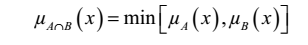 μ_{A∩B}(x) = min[μ_A(x), μ_B(x)]